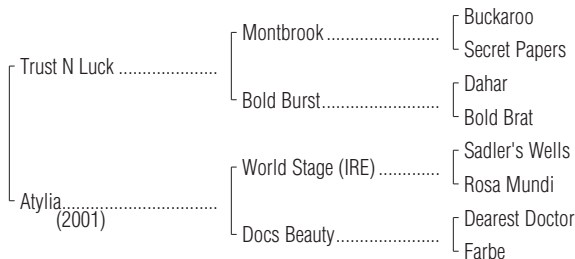 Buckaroo
Montbrook
Secret Papers
Trust N Luck
Dahar
Bold Burst
Bold Brat
Sadler's Wells
World Stage (IRE)
Rosa Mundi
Atylia
(2001)
Dearest Doctor
Docs Beauty
Farbe